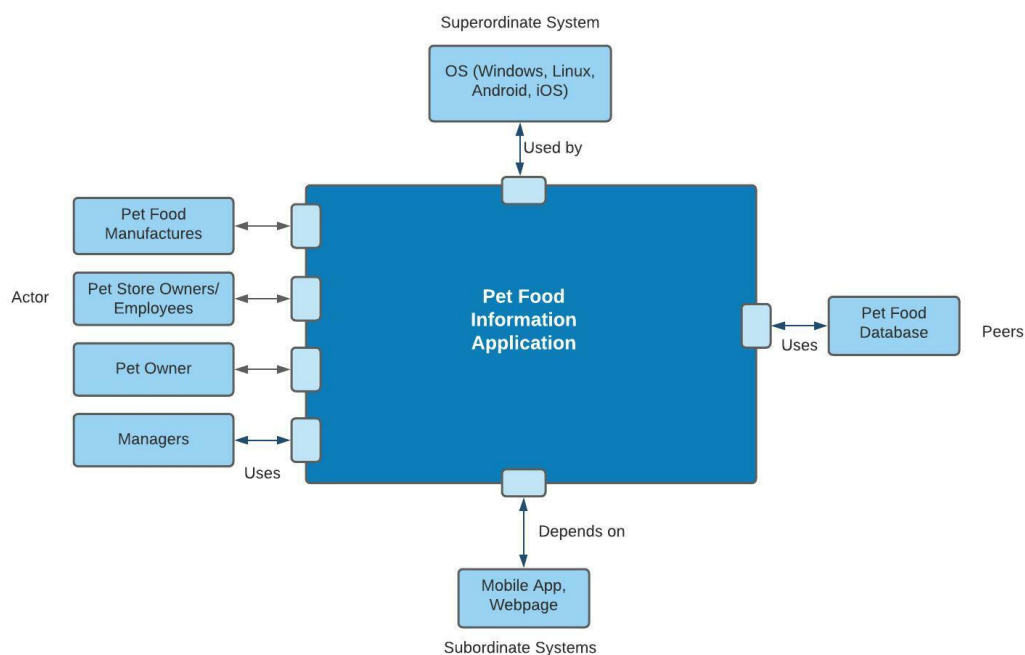 Superordinate System
OS (Windows, Linux,
Android, iOS)
Used by
Pet Food
Manufactures
Actor
Pet Store Owners/
Employees
Pet Owner
Managers
Uses
Pet Food
Information
Application
Pet Food
Database
Uses
Peers
Depends on
Mobile App,
Webpage
Subordinate Systems